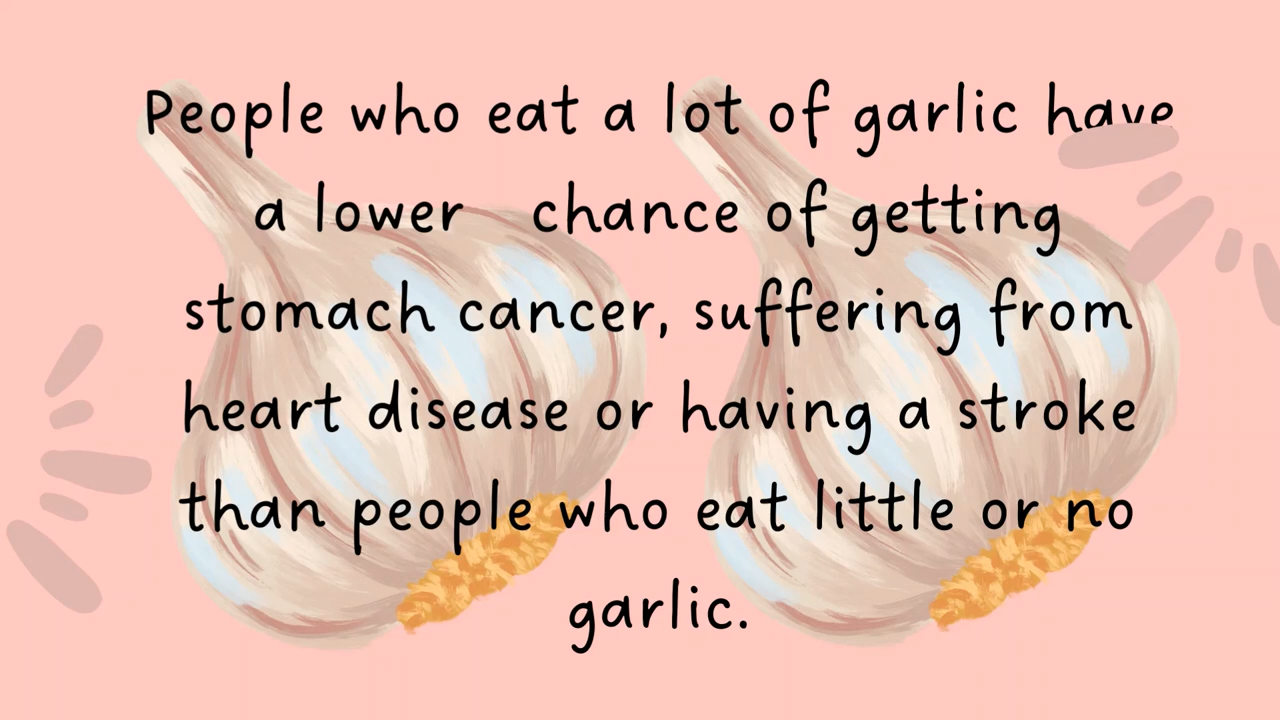 People who eat a lot of garlic have
a lower chance of getting
stomach cancer, suffering from
heart disease or having a stroke
than people who eat little or no
garlic.